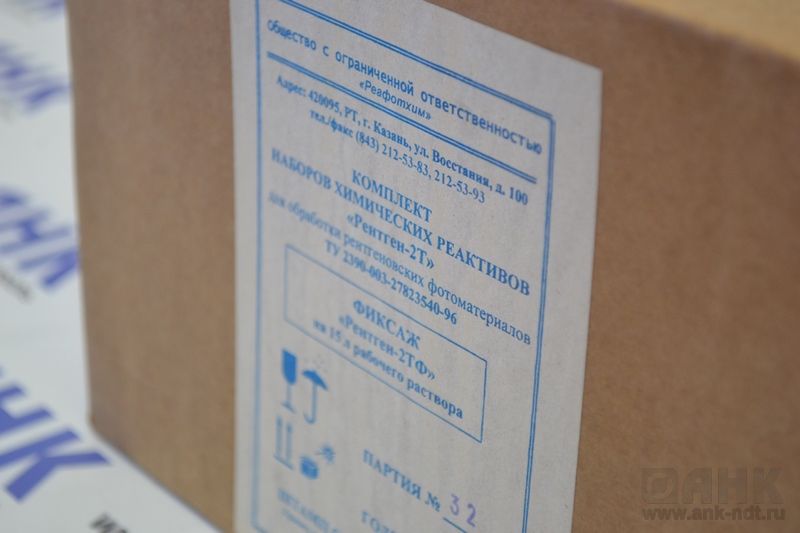 общество с ограниченной ответственностью
«Реафотхим»
Адрес: 420095, РТ, г. Казань, ул. Восстания, д. 100
тел./факс (843) 212-53-83, 212-53-93
КОМПЛЕКТ
НАБОРОВ ХИМИЧЕСКИХ РЕАКТИВОВ
«Рентген-2Т»
для обработки рентгеновских фотоматериалов
ТУ 2390-003-27823540-96
ФИКСАЖ
«Рентген-2ТФ»
на 15 л рабочего раствора
ПАРТИЯ № 32
АНК
www.ank-ndt.ru